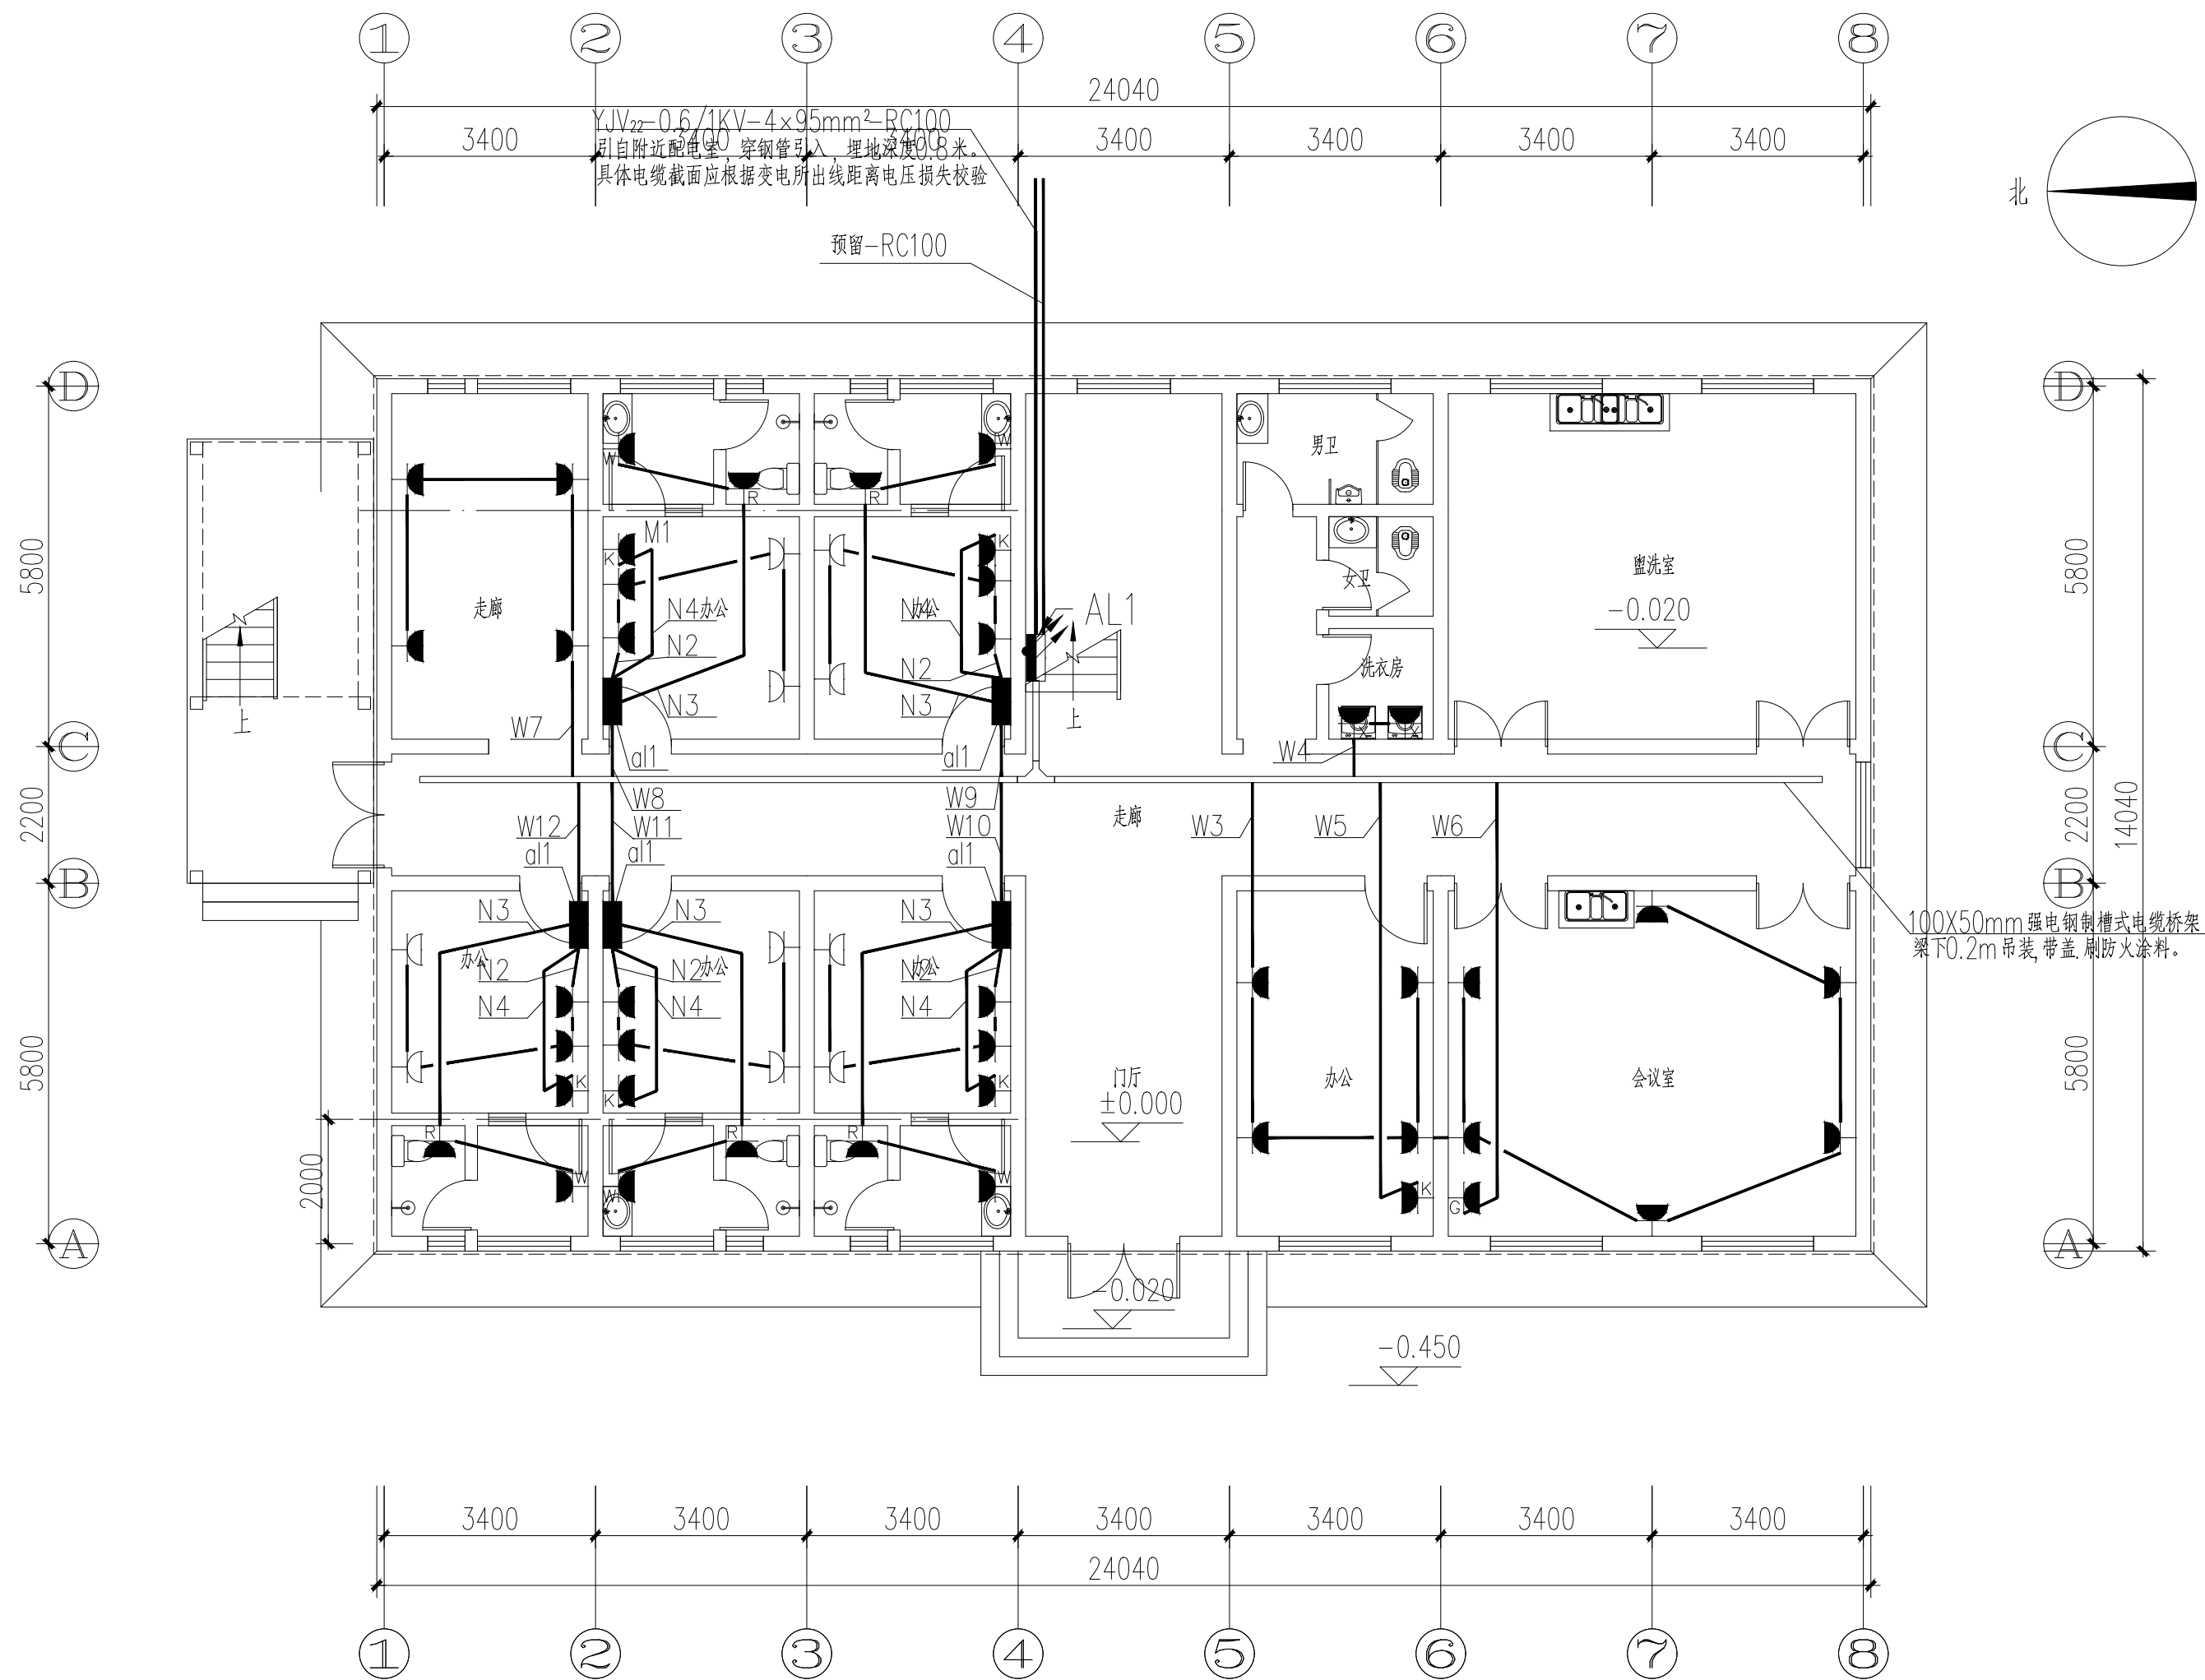 1 2 3 4 5 6 7 8
24040
YJV22-0.6/1KV-4×95mm²-RC100
3400 3400 3400 3400 3400 3400 3400
引自附近配电室，穿钢管引入，埋地深度0.8米。
具体电缆截面应根据变电所出线距离电压损失校验
北
预留-RC100
D D
W W
男卫
R R
M1
K K
5800 5800
走廊 女卫 盥洗室
N4 办公 N4 办公 AL1 -0.020
N2 N2
洗衣房
N3 N3
上 上
W7
C C
al1 al1 W4
X X
W8 W9
2200 走廊 2200 14040
W12 W11 W10 W3 W5 W6
al1 al1 al1
B B
N3 N3 N3
100X50mm强电钢制槽式电缆桥架
梁下0.2m吊装,带盖.刷防火涂料。
办公 N2 N2 办公 N2 办公
N4 N4 N4
5800 5800
K K K 门厅 办公 会议室
±0.000
R R R
2000
W W W K G
A A
-0.020
-0.450
3400 3400 3400 3400 3400 3400 3400
24040
1 2 3 4 5 6 7 8